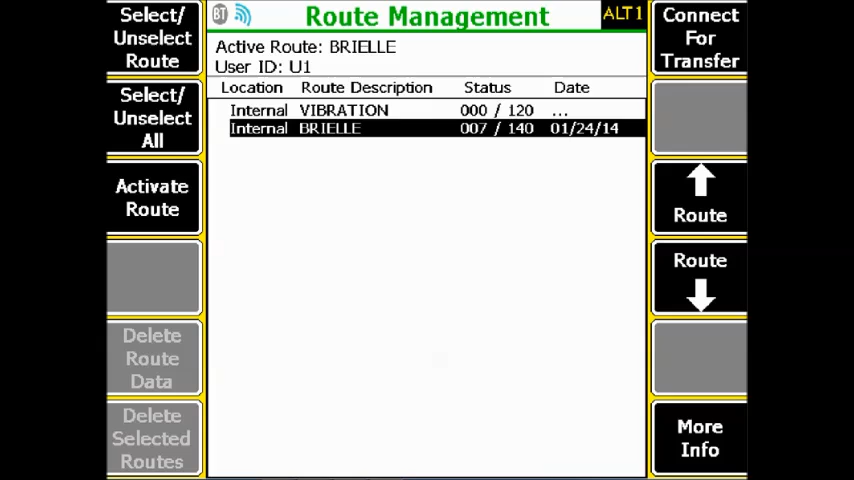 Select/
Unselect
Route
Select/
Unselect
All
Activate
Route
Delete
Route
Data
Delete
Selected
Routes
BT
Route Management
ALT1
Active Route: BRIELLE
User ID: U1
Location Route Description Status Date
Internal VIBRATION 000 / 120 ...
Internal BRIELLE 007 / 140 01/24/14
Connect
For
Transfer
Route
Route
More
Info